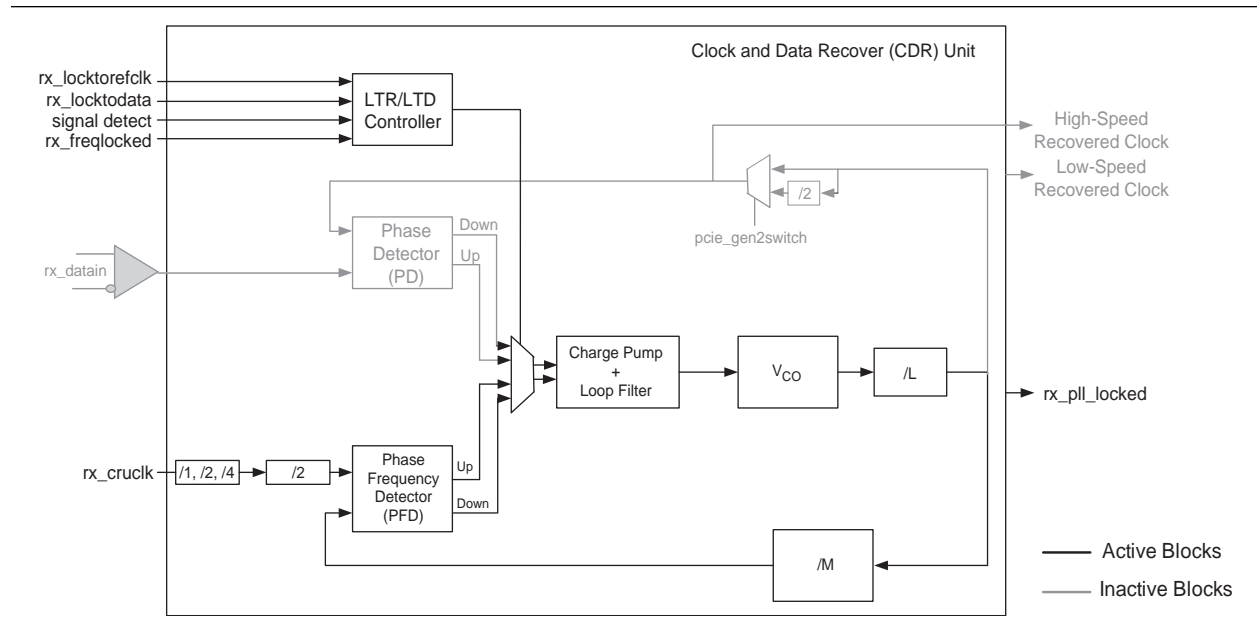 Clock and Data Recover (CDR) Unit
rx_locktorefclk
rx_locktodata
signal detect
rx_freqlocked
LTR/LTD
Controller
High-Speed
Recovered Clock
Low-Speed
Recovered Clock
/2
pcie_gen2switch
rx_datain
Phase
Detector
(PD)
Down
Up
Charge Pump
+
Loop Filter
VCO
/L
rx_pll_locked
rx_cruclk
/1, /2, /4
/2
Phase
Frequency
Detector
(PFD)
Up
Down
/M
Active Blocks
Inactive Blocks